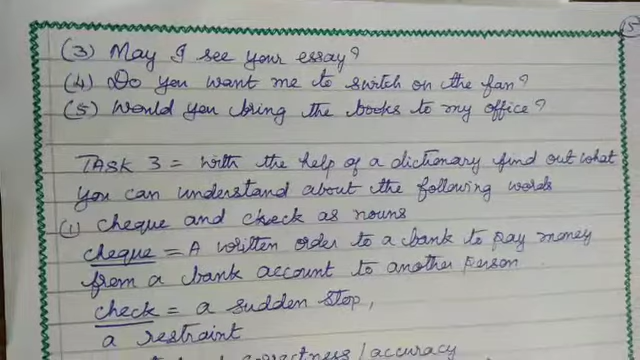 15
(3) May I see your essay?
(4) Do you want me to switch on the fan?
(5) Would you bring the books to my office?
TASK 3 = With the help of a dictionary find out what
you can understand about the following words
(1) cheque and check as nouns
cheque = A written order to a bank to pay money
from a bank account to another person
check = a sudden stop,
a restraint
correctness / accuracy